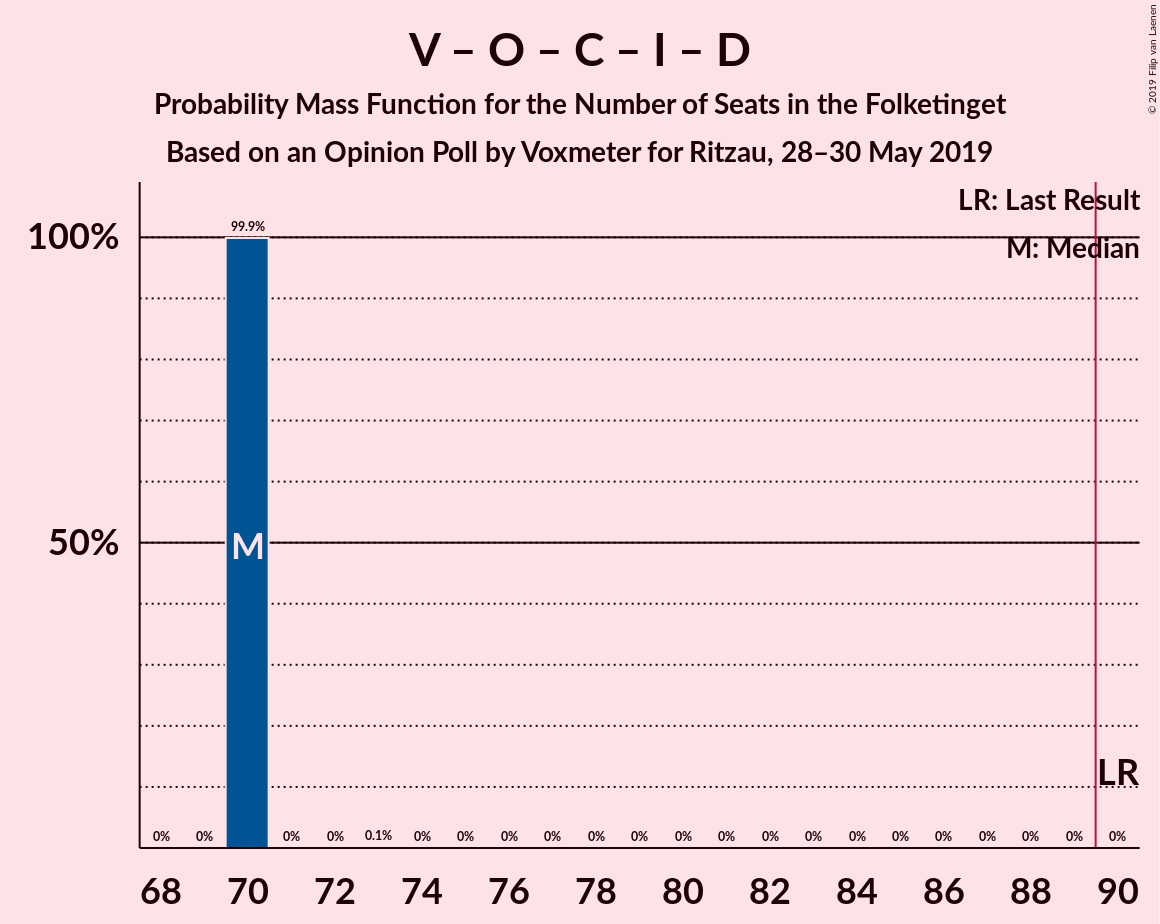 V – O – C – I – D
Probability Mass Function for the Number of Seats in the Folketinget
Based on an Opinion Poll by Voxmeter for Ritzau, 28–30 May 2019
© 2019 Filip van Laenen
LR: Last Result
M: Median
100%
99.9%
50%
M
LR
0% 0% 0% 0% 0.1% 0% 0% 0% 0% 0% 0% 0% 0% 0% 0% 0% 0% 0% 0% 0% 0% 0%
68 70 72 74 76 78 80 82 84 86 88 90